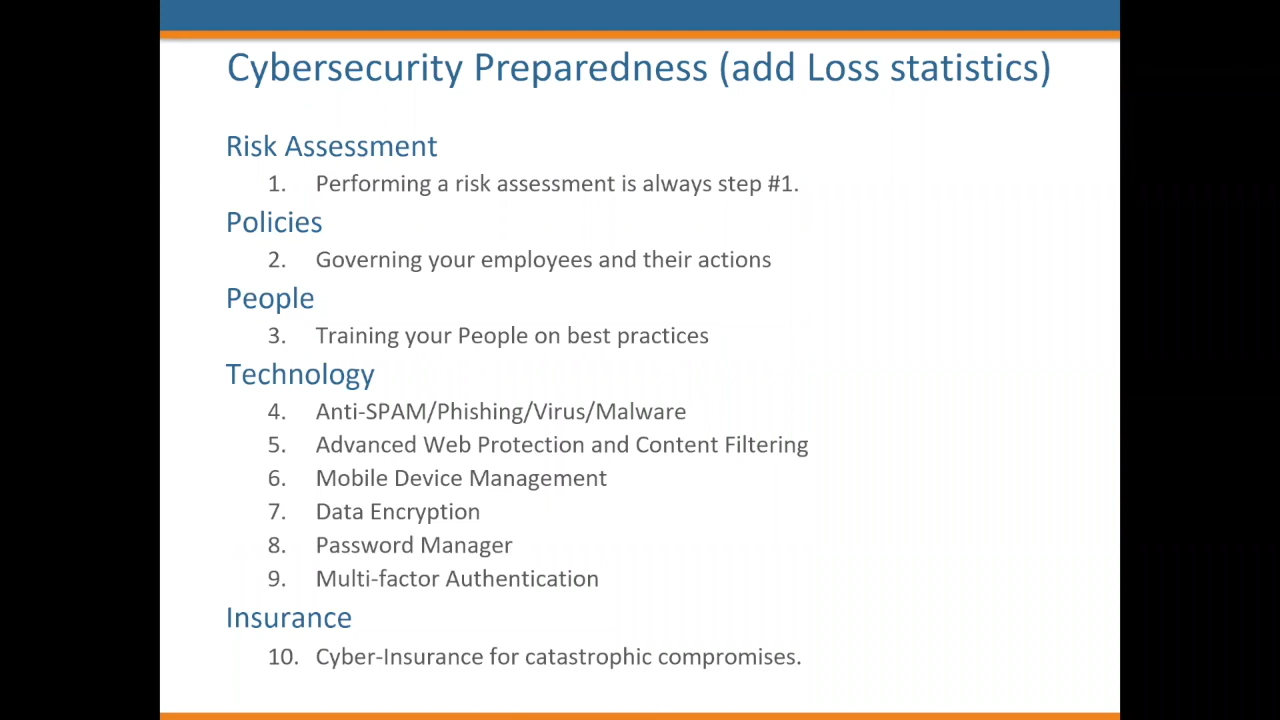 Cybersecurity Preparedness (add Loss statistics)
Risk Assessment
1. Performing a risk assessment is always step #1.
Policies
2. Governing your employees and their actions
People
3. Training your People on best practices
Technology
4. Anti-SPAM/Phishing/Virus/Malware
5. Advanced Web Protection and Content Filtering
6. Mobile Device Management
7. Data Encryption
8. Password Manager
9. Multi-factor Authentication
Insurance
10. Cyber-Insurance for catastrophic compromises.